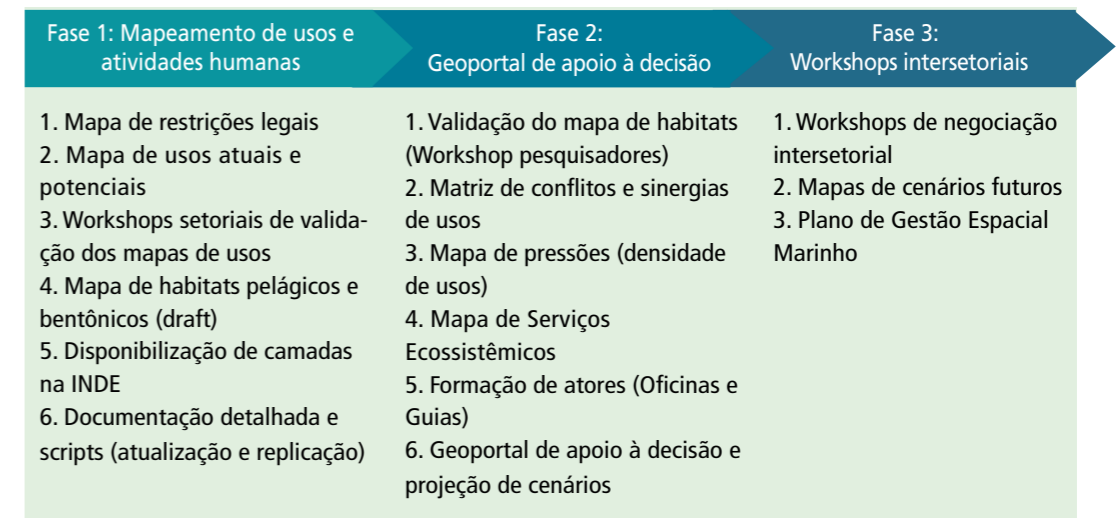 Fase 1: Mapeamento de usos e
atividades humanas
Fase 2:
Geoportal de apoio à decisão
Fase 3:
Workshops intersetoriais
1. Mapa de restrições legais
2. Mapa de usos atuais e
potenciais
3. Workshops setoriais de valida-
ção dos mapas de usos
4. Mapa de habitats pelágicos e
bentônicos (draft)
5. Disponibilização de camadas
na INDE
6. Documentação detalhada e
scripts (atualização e replicação)
1. Validação do mapa de habitats
(Workshop pesquisadores)
2. Matriz de conflitos e sinergias
de usos
3. Mapa de pressões (densidade
de usos)
4. Mapa de Serviços
Ecossistêmicos
5. Formação de atores (Oficinas e
Guias)
6. Geoportal de apoio à decisão e
projeção de cenários
1. Workshops de negociação
intersetorial
2. Mapas de cenários futuros
3. Plano de Gestão Espacial
Marinho